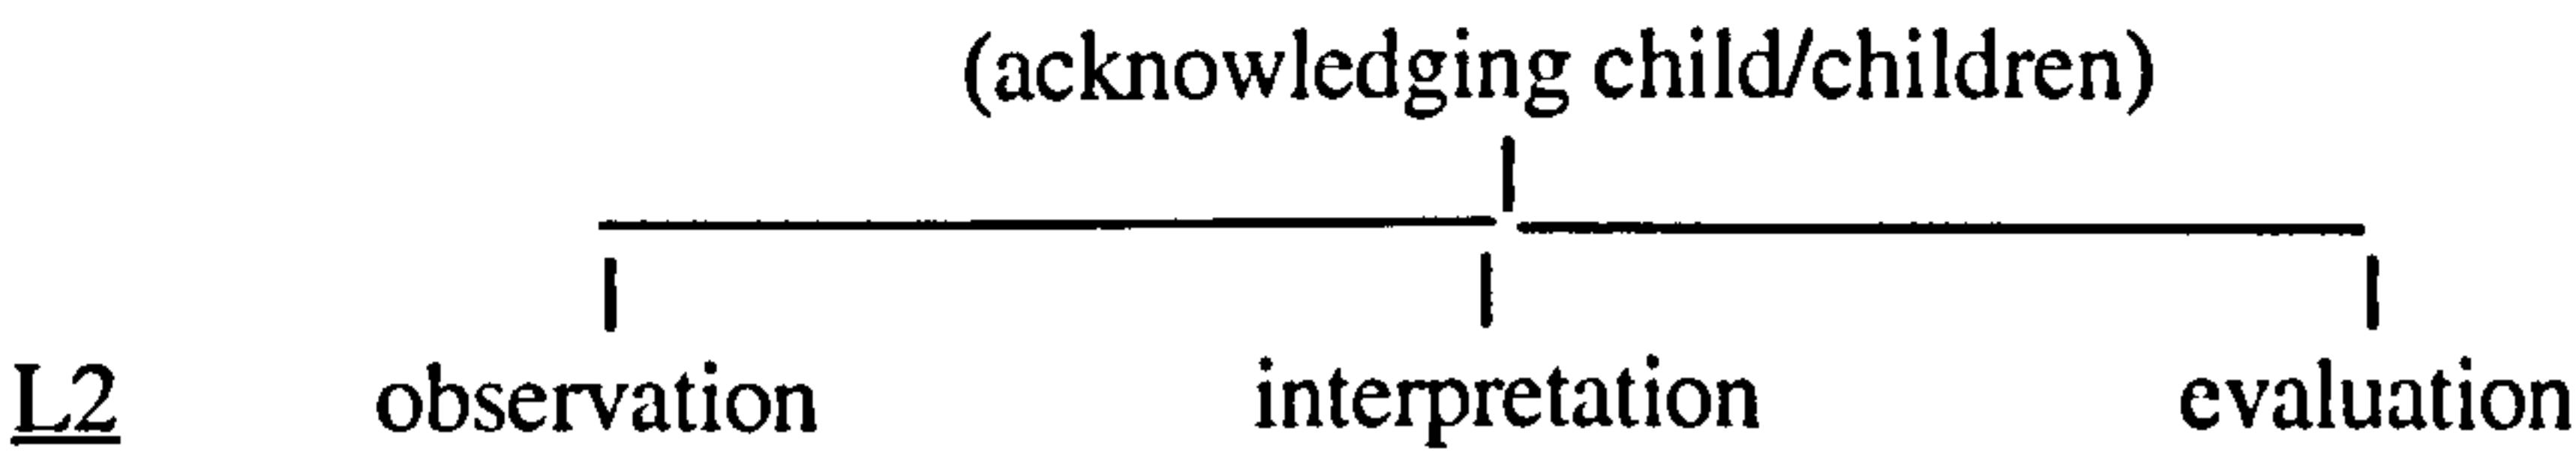 (acknowledging child/children)
L2 observation interpretation evaluation